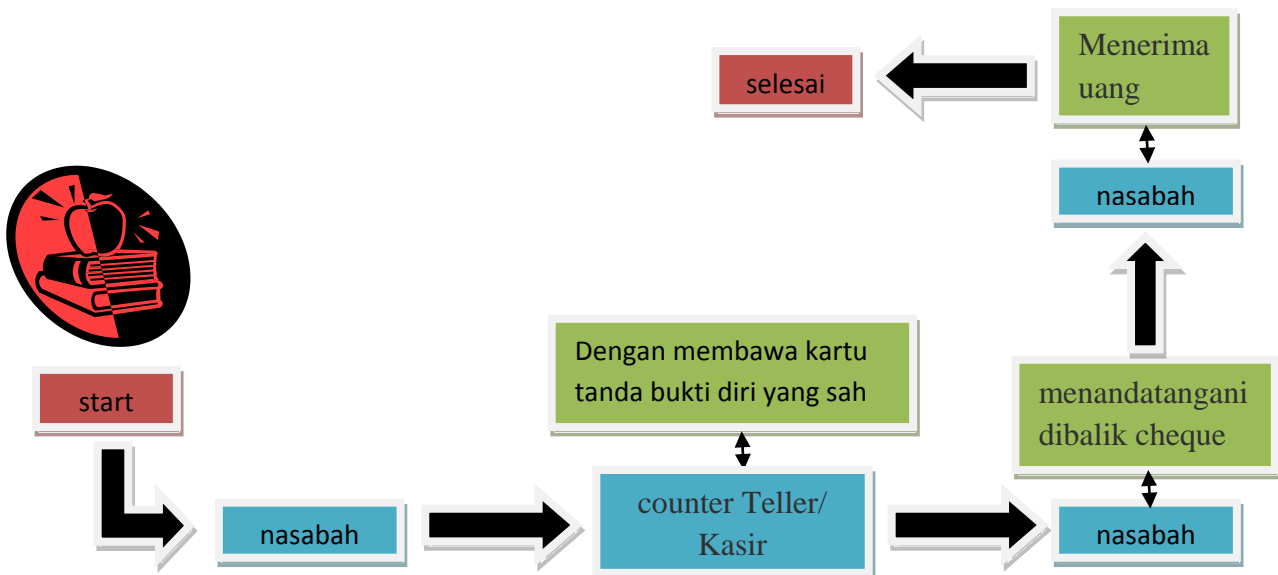 Menerima
uang
selesai
nasabah
Dengan membawa kartu
tanda bukti diri yang sah
start
menandatangani
dibalik cheque
counter Teller/
Kasir
nasabah
nasabah